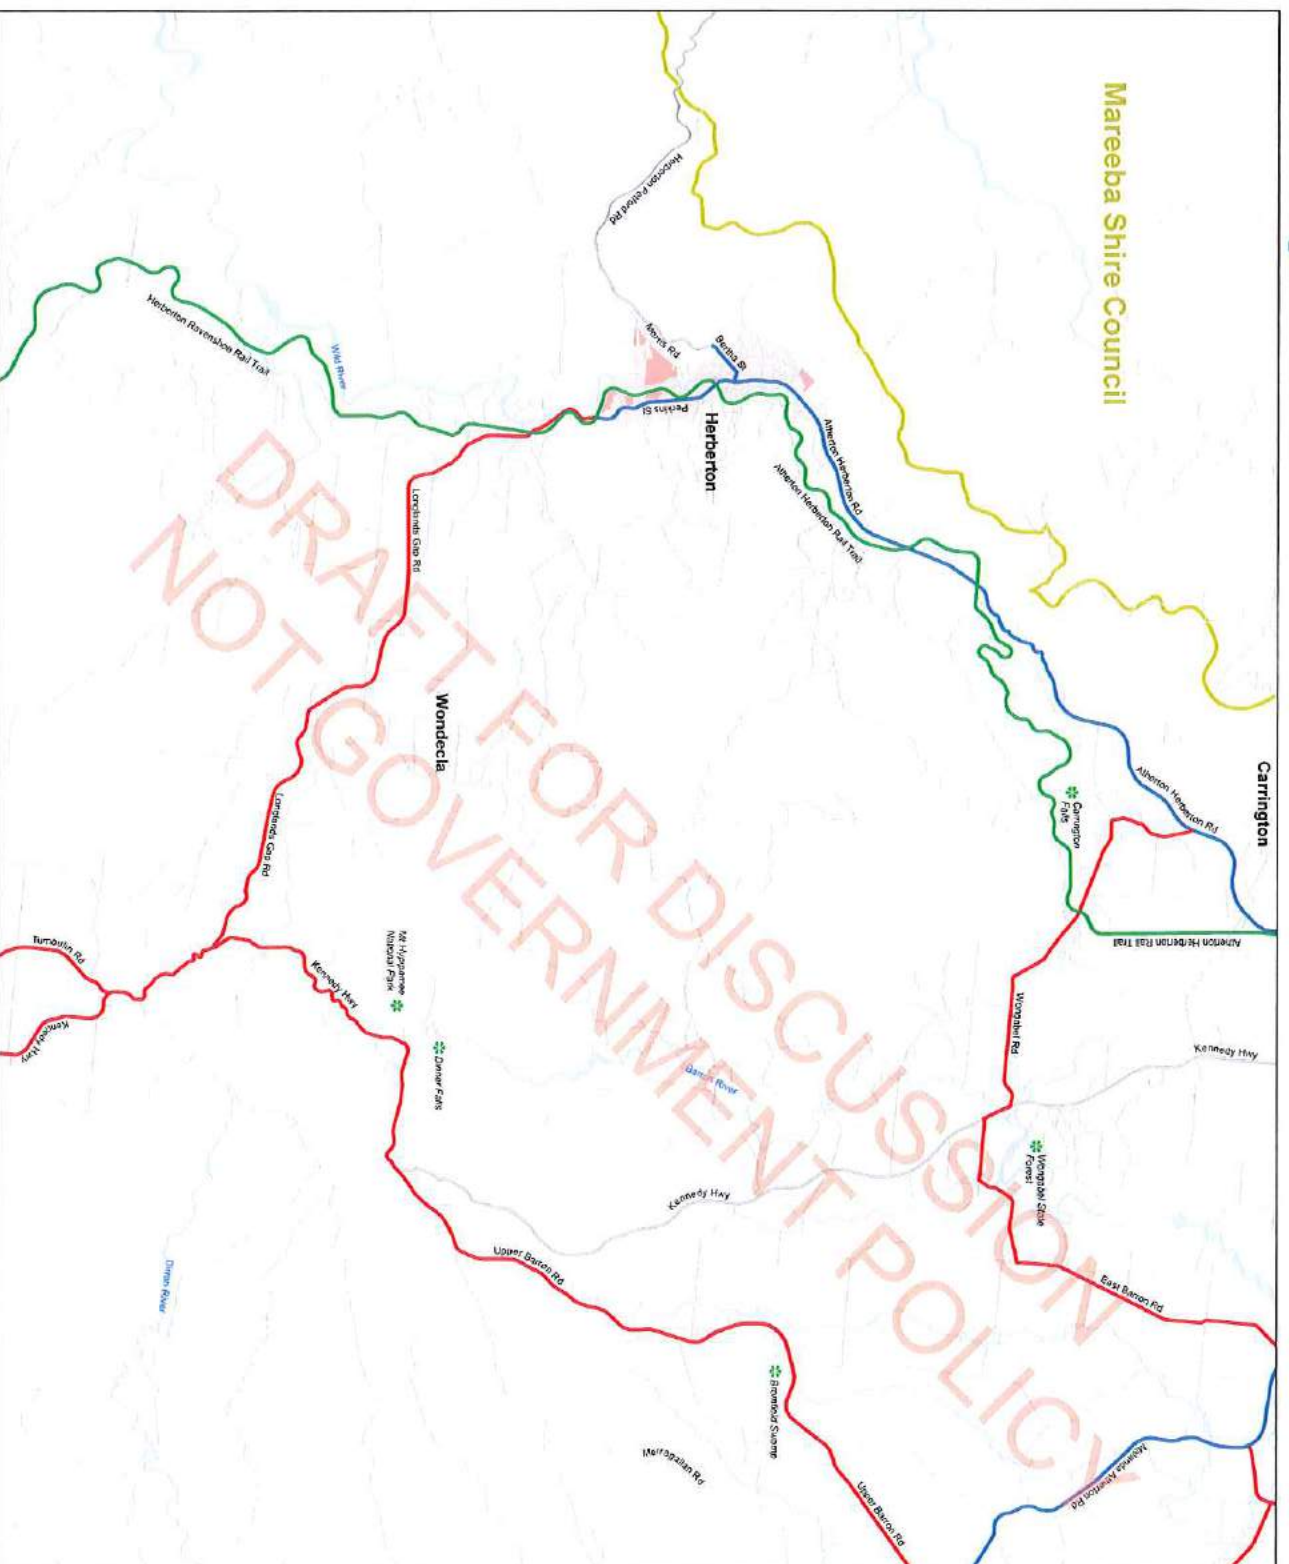 Mareeba Shire Council
Carrington
Herberton Petford Rd
Atherton Herberton Rd
Carrington
Falls
Atherton Herberton Rail Trail
Morris Rd
Bertha St
Perkins St
Herberton
Atherton Herberton Rd
Atherton Herberton Rail Trail
Herberton Ravenshoe Rail Trail
Wild River
Longlands Gap Rd
Wondecla
Longlands Gap Rd
Wongabel Rd
Kennedy Hwy
Wongabel State
Forest
East Barron Rd
Barron River
Kennedy Hwy
Mt Hypipamee
National Park
Dinner Falls
Kennedy Hwy
Tumoulin Rd
Kennedy Hwy
Upper Barron Rd
Dirran River
Bromfield Swamp
Merragallan Rd
Upper Barron Rd
Malanda Atherton Rd
DRAFT FOR DISCUSSION
NOT GOVERNMENT POLICY